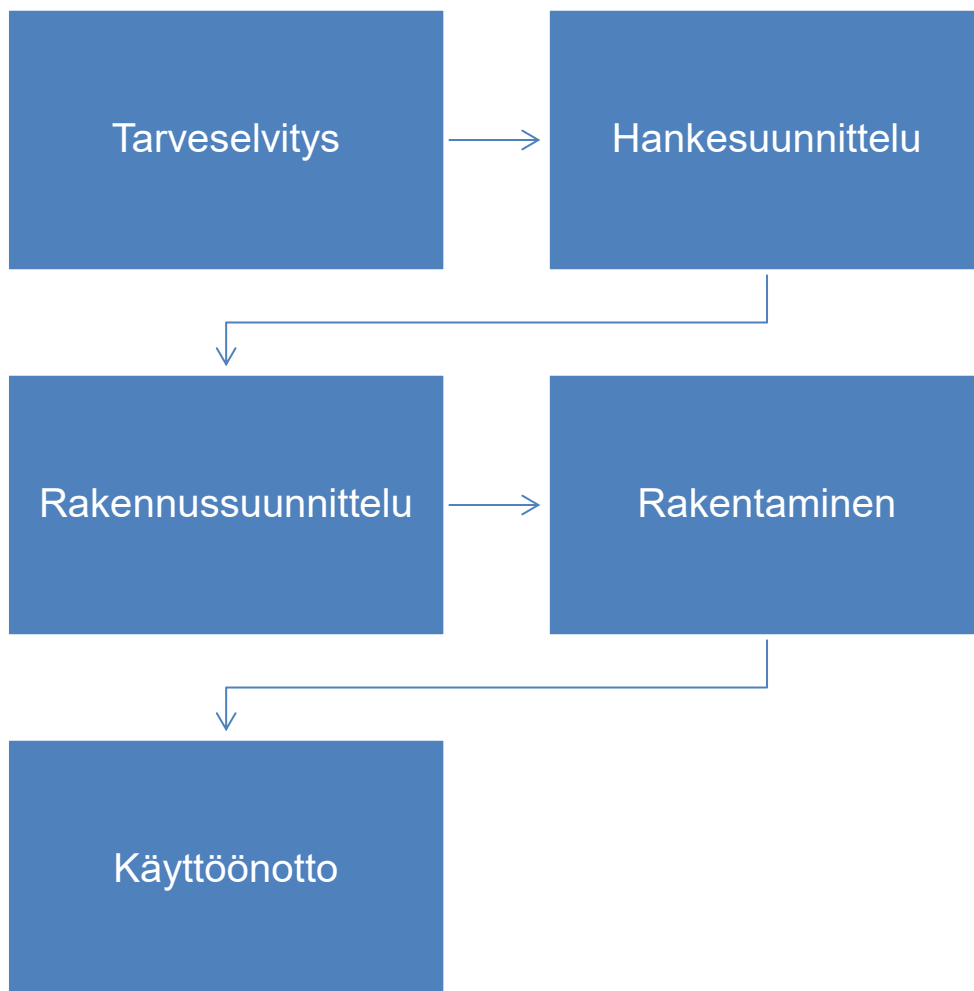 Tarveselvitys
Hankesuunnittelu
Rakennussuunnittelu
Rakentaminen
Käyttöönotto